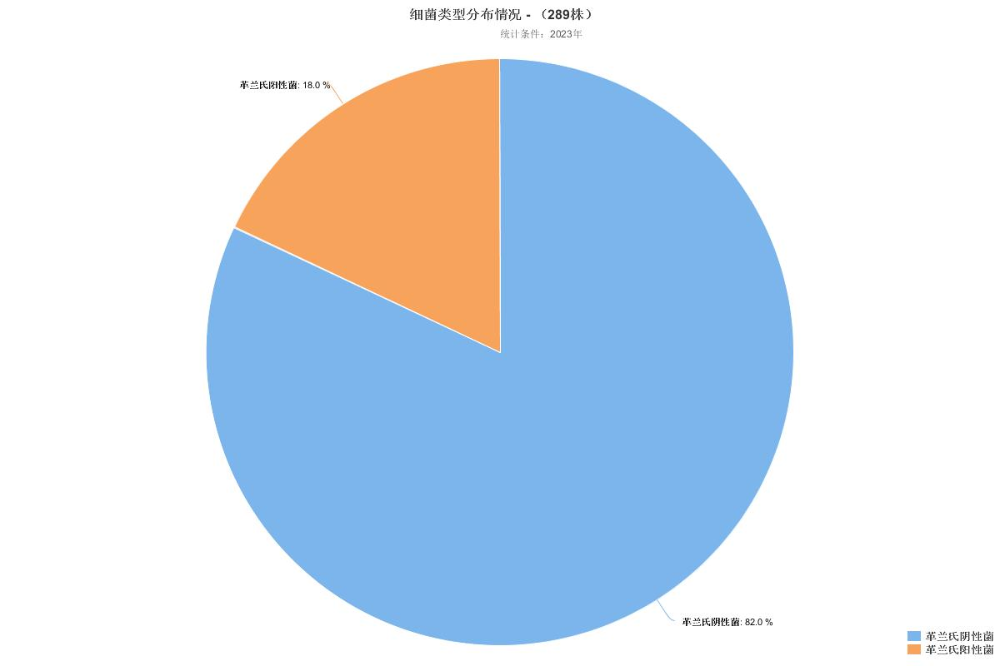 细菌类型分布情况 - （289株）
统计条件：2023年
革兰氏阳性菌: 18.0 %
革兰氏阴性菌: 82.0 %
革兰氏阴性菌
革兰氏阳性菌